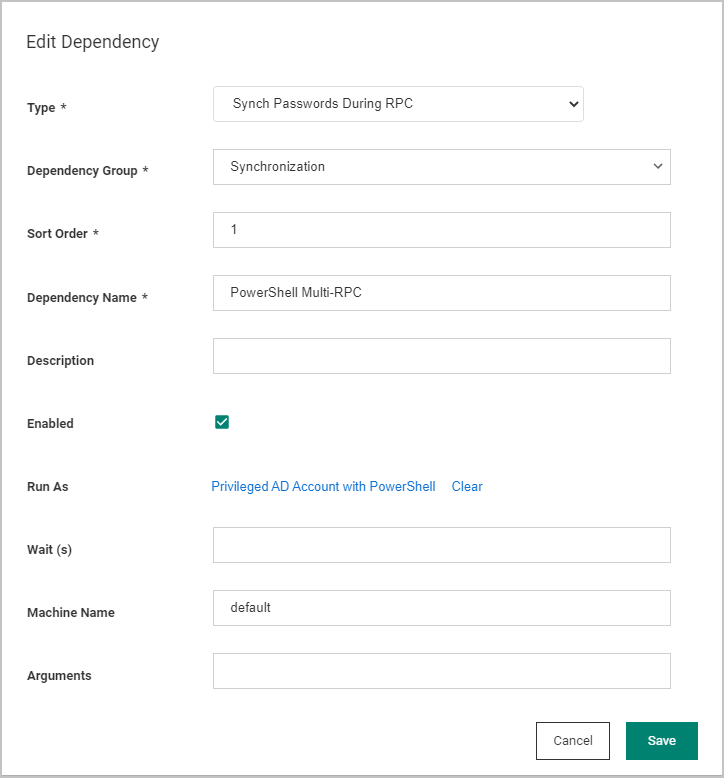 Edit Dependency
Type *
Synch Passwords During RPC
Dependency Group *
Synchronization
Sort Order *
1
Dependency Name *
PowerShell Multi-RPC
Description
Enabled
Run As
Privileged AD Account with PowerShell Clear
Wait (s)
Machine Name
default
Arguments
Cancel Save